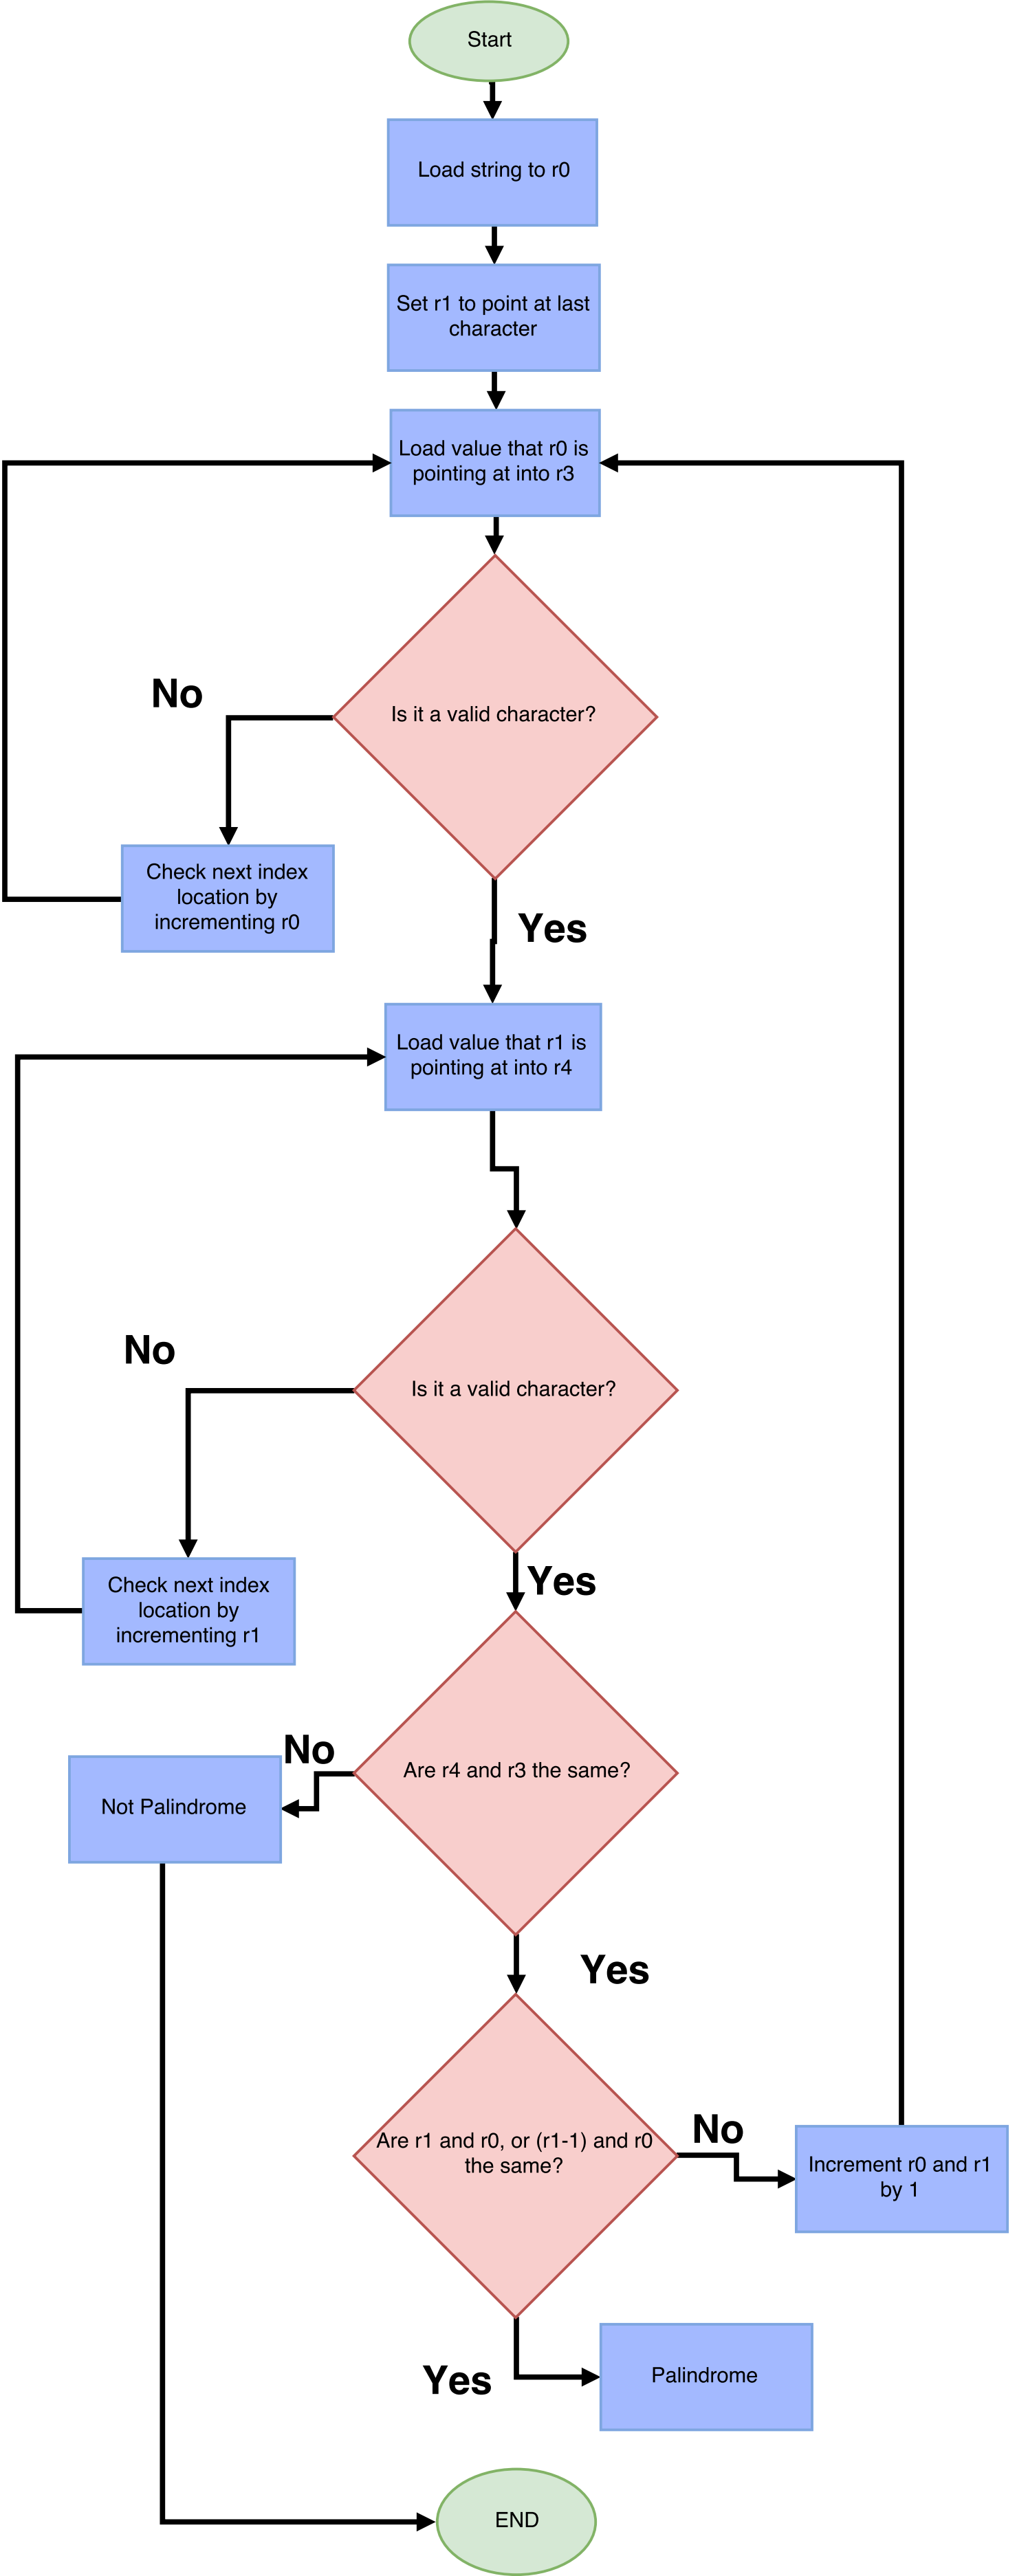 Start
Load string to r0
Set r1 to point at last
character
Load value that r0 is
pointing at into r3
Is it a valid character?
No
Check next index
location by
incrementing r0
Yes
Load value that r1 is
pointing at into r4
Is it a valid character?
No
Check next index
location by
incrementing r1
Yes
Are r4 and r3 the same?
No
Not Palindrome
Yes
Are r1 and r0, or (r1-1) and r0
the same?
No
Increment r0 and r1
by 1
Yes
Palindrome
END